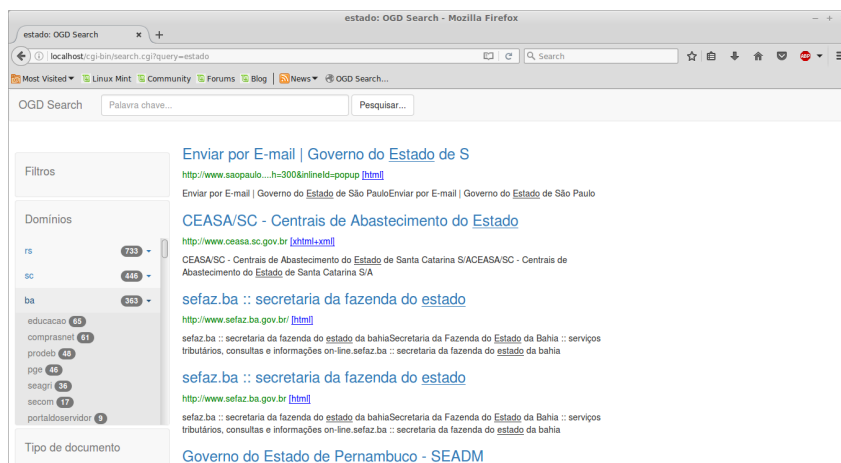 estado: OGD Search - Mozilla Firefox
estado: OGD Search × +
localhost/cgi-bin/search.cgi?query=estado
Search
ABP
Most Visited Linux Mint Community Forums Blog News OGD Search...
OGD Search Palavra chave... Pesquisar...
Filtros
Domínios
rs 733
sc 446
ba 363
educacao 65
comprasnet 61
prodeb 48
pge 46
seagri 36
secom 17
portaldoservidor 9
Tipo de documento
Enviar por E-mail | Governo do Estado de S
http://www.saopaulo....h=300&inlineId=popup [html]
Enviar por E-mail | Governo do Estado de São PauloEnviar por E-mail | Governo do Estado de São Paulo
CEASA/SC - Centrais de Abastecimento do Estado
http://www.ceasa.sc.gov.br [xhtml+xml]
CEASA/SC - Centrais de Abastecimento do Estado de Santa Catarina S/ACEASA/SC - Centrais de
Abastecimento do Estado de Santa Catarina S/A
sefaz.ba :: secretaria da fazenda do estado
http://www.sefaz.ba.gov.br/ [html]
sefaz.ba :: secretaria da fazenda do estado da bahiaSecretaria da Fazenda do Estado da Bahia :: serviços
tributários, consultas e informações on-line.sefaz.ba :: secretaria da fazenda do estado da bahia
sefaz.ba :: secretaria da fazenda do estado
http://www.sefaz.ba.gov.br [html]
sefaz.ba :: secretaria da fazenda do estado da bahiaSecretaria da Fazenda do Estado da Bahia :: serviços
tributários, consultas e informações on-line.sefaz.ba :: secretaria da fazenda do estado da bahia
Governo do Estado de Pernambuco - SEADM